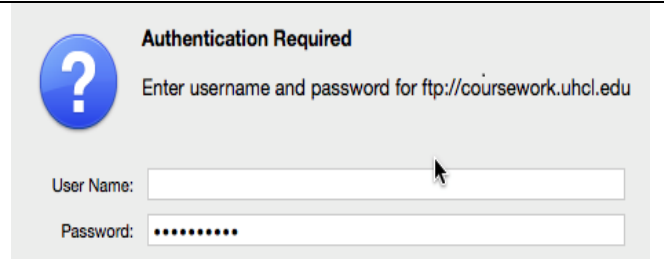 Authentication Required
Enter username and password for ftp://coursework.uhcl.edu
User Name:
Password: ••••••••••